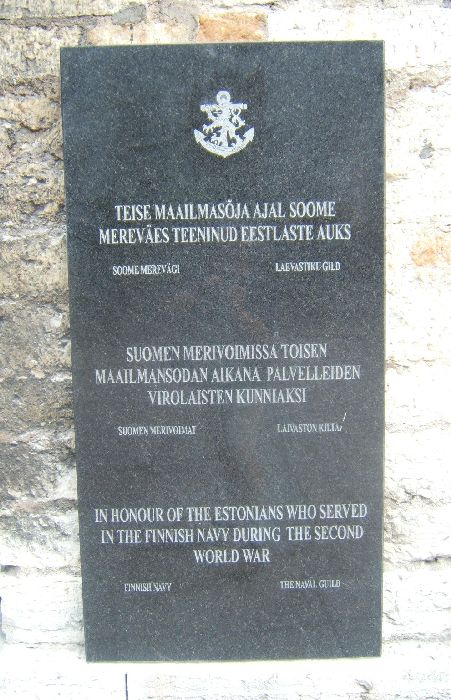 TEISE MAAILMASÕJA AJAL SOOME
MEREVÄES TEENINUD EESTLASTE AUKS
SOOME MEREVÄGI LAEVASTIKU GILD
SUOMEN MERIVOIMISSA TOISEN
MAAILMANSODAN AIKANA PALVELLEIDEN
VIROLAISTEN KUNNIAKSI
SUOMEN MERIVOIMAT LAIVASTON KILTA
IN HONOUR OF THE ESTONIANS WHO SERVED
IN THE FINNISH NAVY DURING THE SECOND
WORLD WAR
FINNISH NAVY THE NAVAL GUILD